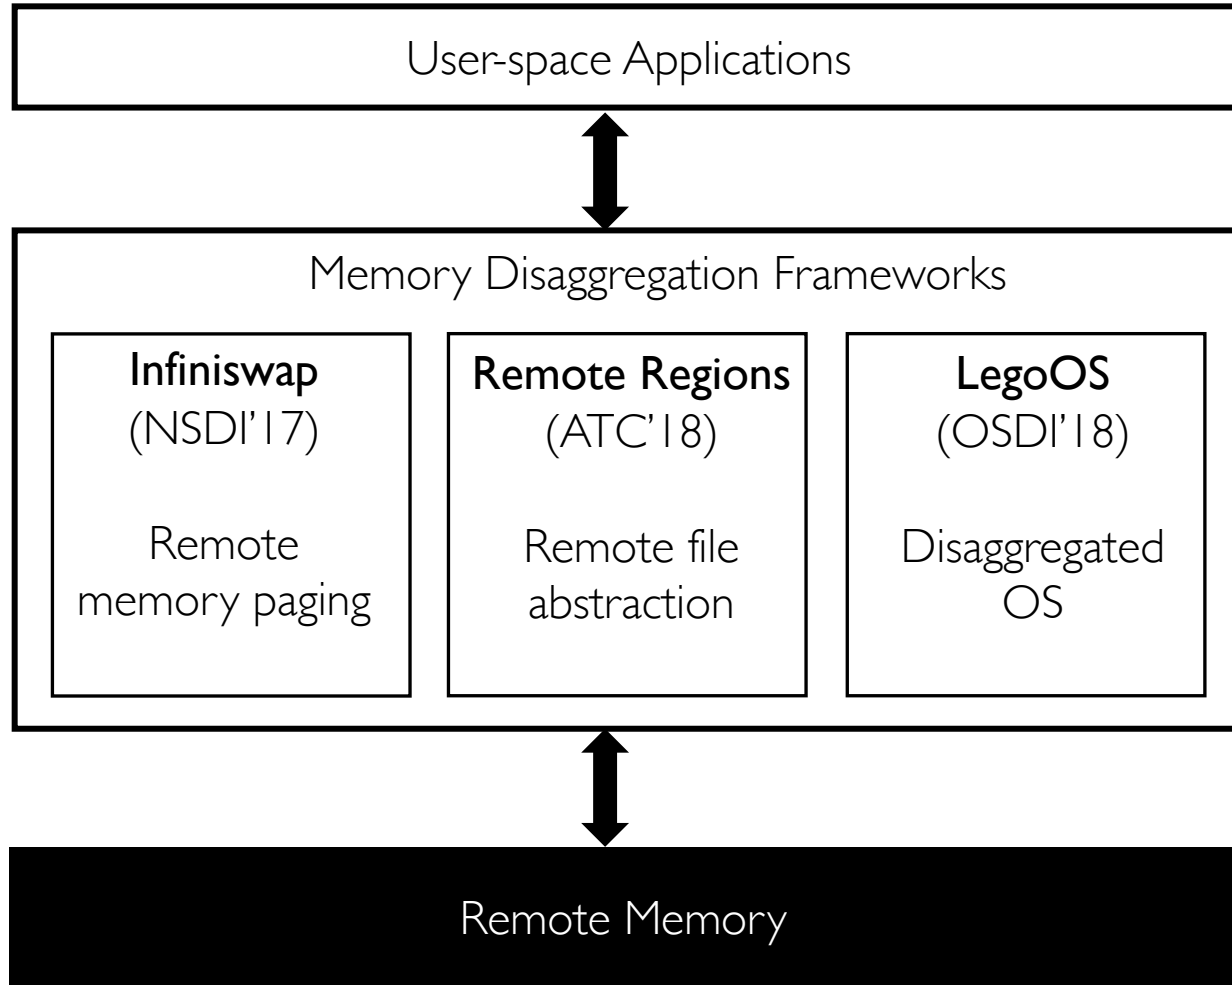 User-space Applications
Memory Disaggregation Frameworks
Infiniswap
(NSDI’17)
Remote
memory paging
Remote Regions
(ATC’18)
Remote file
abstraction
LegoOS
(OSDI’18)
Disaggregated
OS
Remote Memory